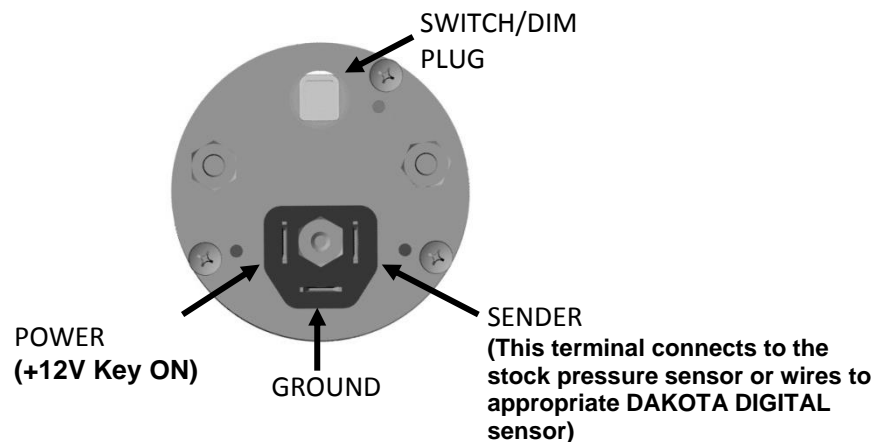 SWITCH/DIM
PLUG
POWER
(+12V Key ON)
GROUND
SENDER
(This terminal connects to the
stock pressure sensor or wires to
appropriate DAKOTA DIGITAL
sensor)